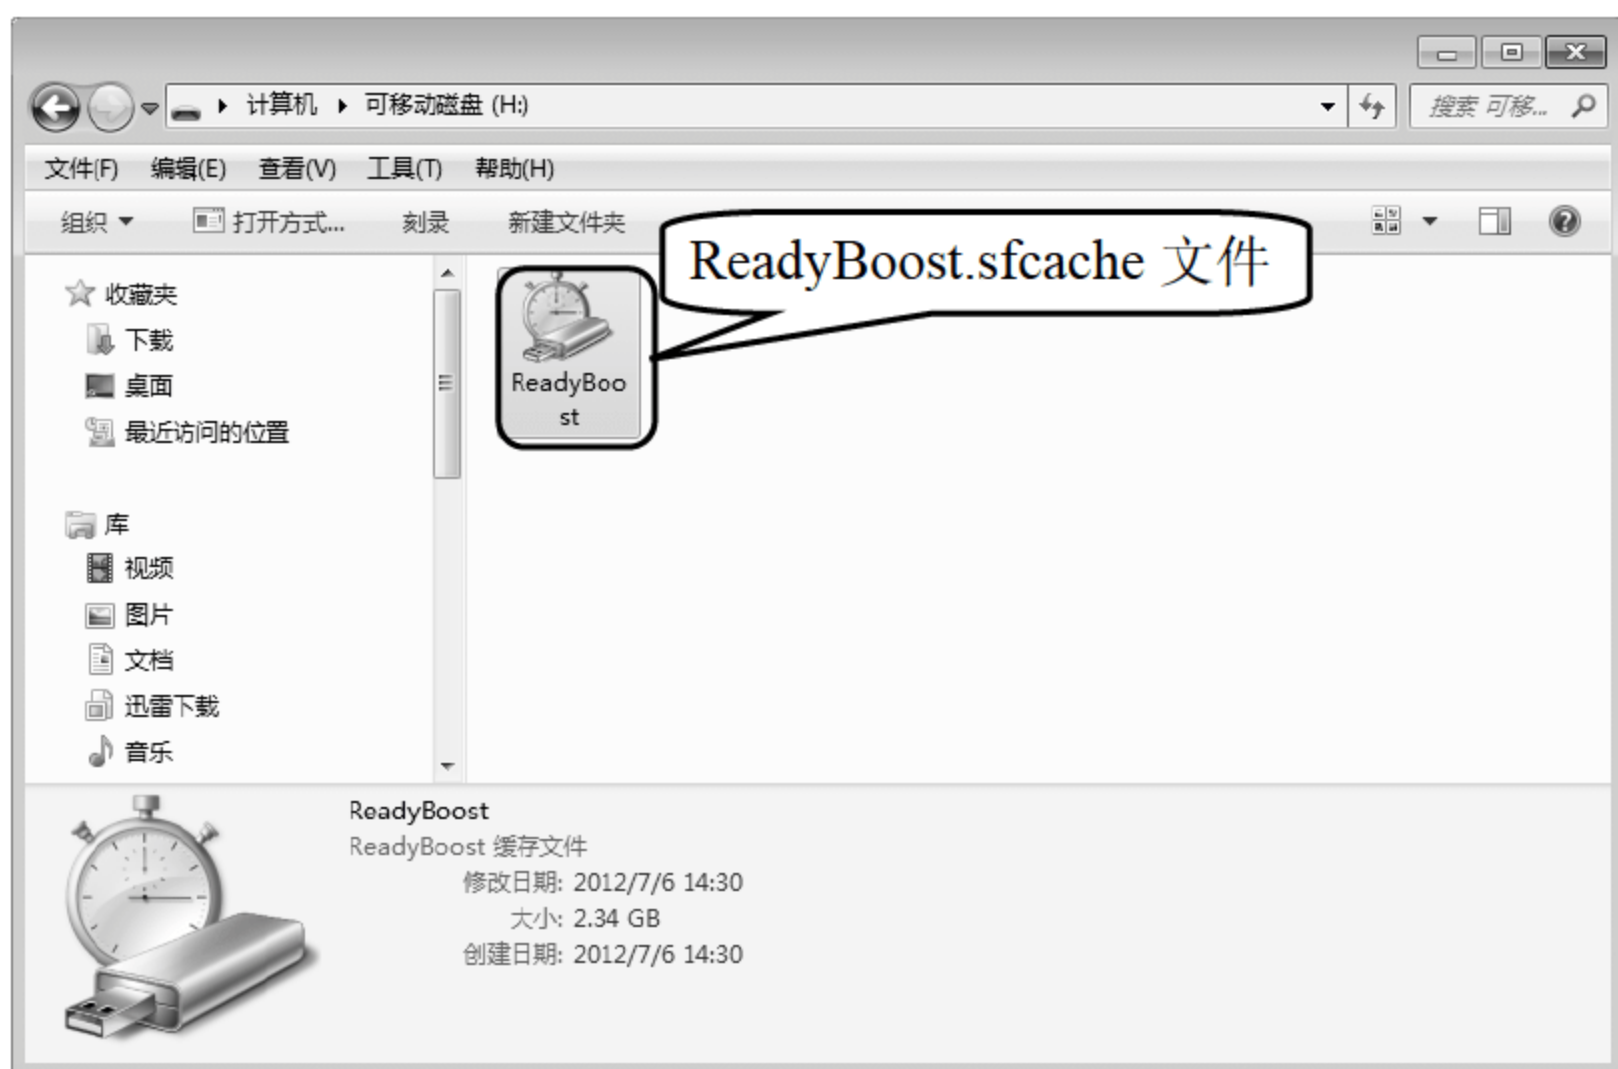 计算机 可移动磁盘 (H:) 搜索 可移...
文件(F) 编辑(E) 查看(V) 工具(T) 帮助(H)
组织 打开方式... 刻录 新建文件夹
ReadyBoost.sfcache 文件
收藏夹
下载
桌面
最近访问的位置
库
视频
图片
文档
迅雷下载
音乐
ReadyBoo
st
ReadyBoost
ReadyBoost 缓存文件
修改日期: 2012/7/6 14:30
大小: 2.34 GB
创建日期: 2012/7/6 14:30